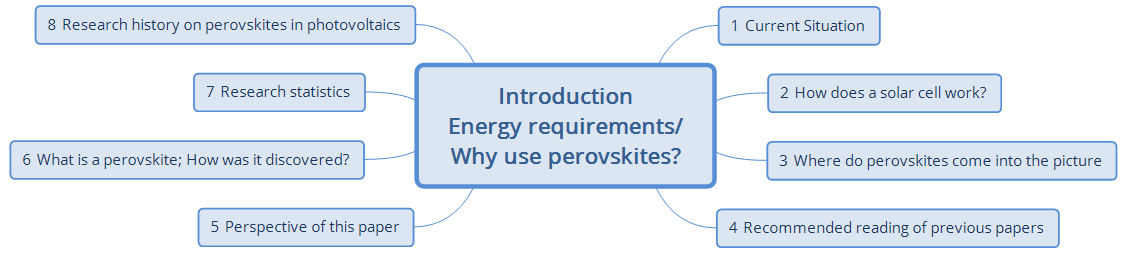 Introduction
Energy requirements/
Why use perovskites?
1 Current Situation
2 How does a solar cell work?
3 Where do perovskites come into the picture
4 Recommended reading of previous papers
5 Perspective of this paper
6 What is a perovskite; How was it discovered?
7 Research statistics
8 Research history on perovskites in photovoltaics